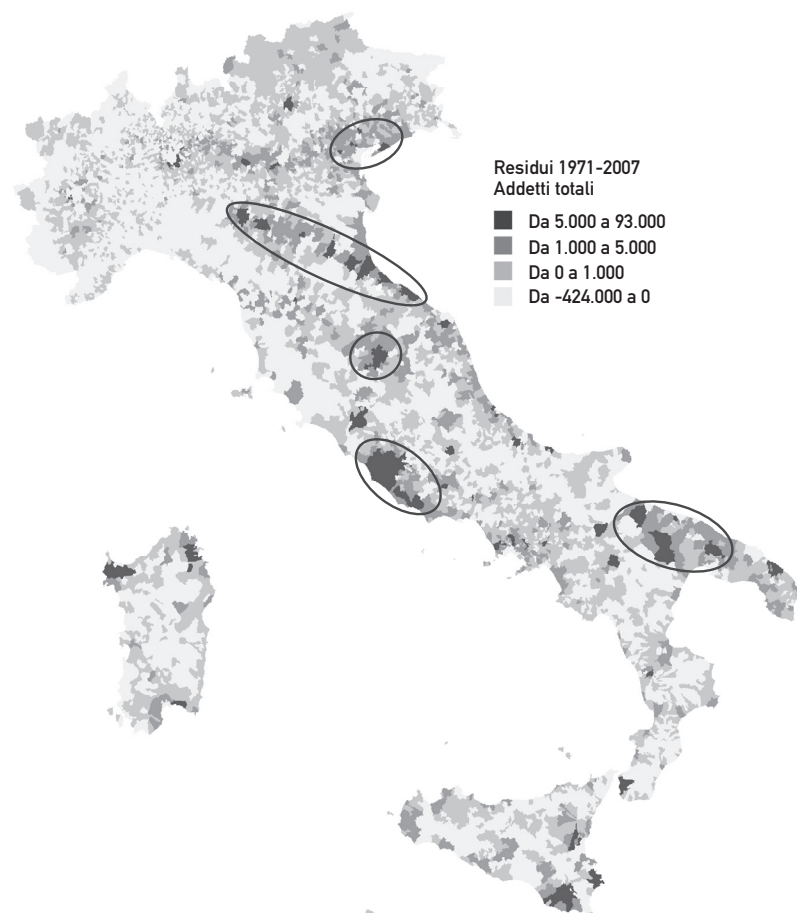 Residui 1971-2007
Addetti totali
Da 5.000 a 93.000
Da 1.000 a 5.000
Da 0 a 1.000
Da -424.000 a 0